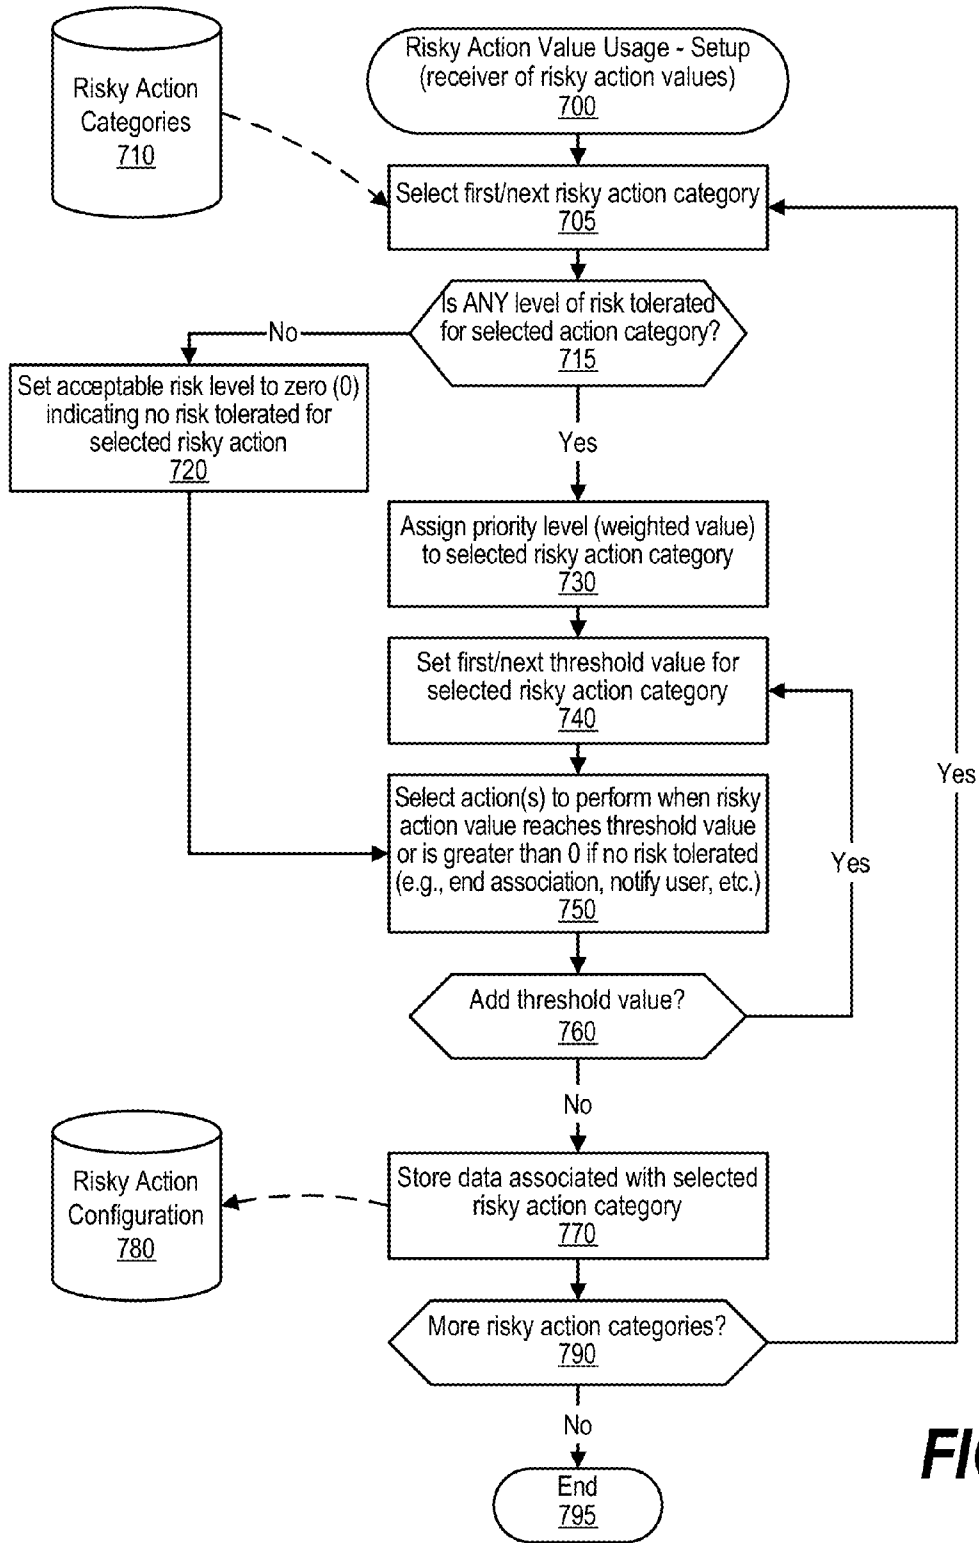 Risky Action Value Usage - Setup
(receiver of risky action values)
700
Risky Action
Categories
710
Select first/next risky action category
705
Is ANY level of risk tolerated
for selected action category?
715
No
Set acceptable risk level to zero (0)
indicating no risk tolerated for
selected risky action
720
Yes
Assign priority level (weighted value)
to selected risky action category
730
Set first/next threshold value for
selected risky action category
740
Yes
Select action(s) to perform when risky
action value reaches threshold value
or is greater than 0 if no risk tolerated
(e.g., end association, notify user, etc.)
750
Yes
Add threshold value?
760
No
Risky Action
Configuration
780
Store data associated with selected
risky action category
770
More risky action categories?
790
No
End
795